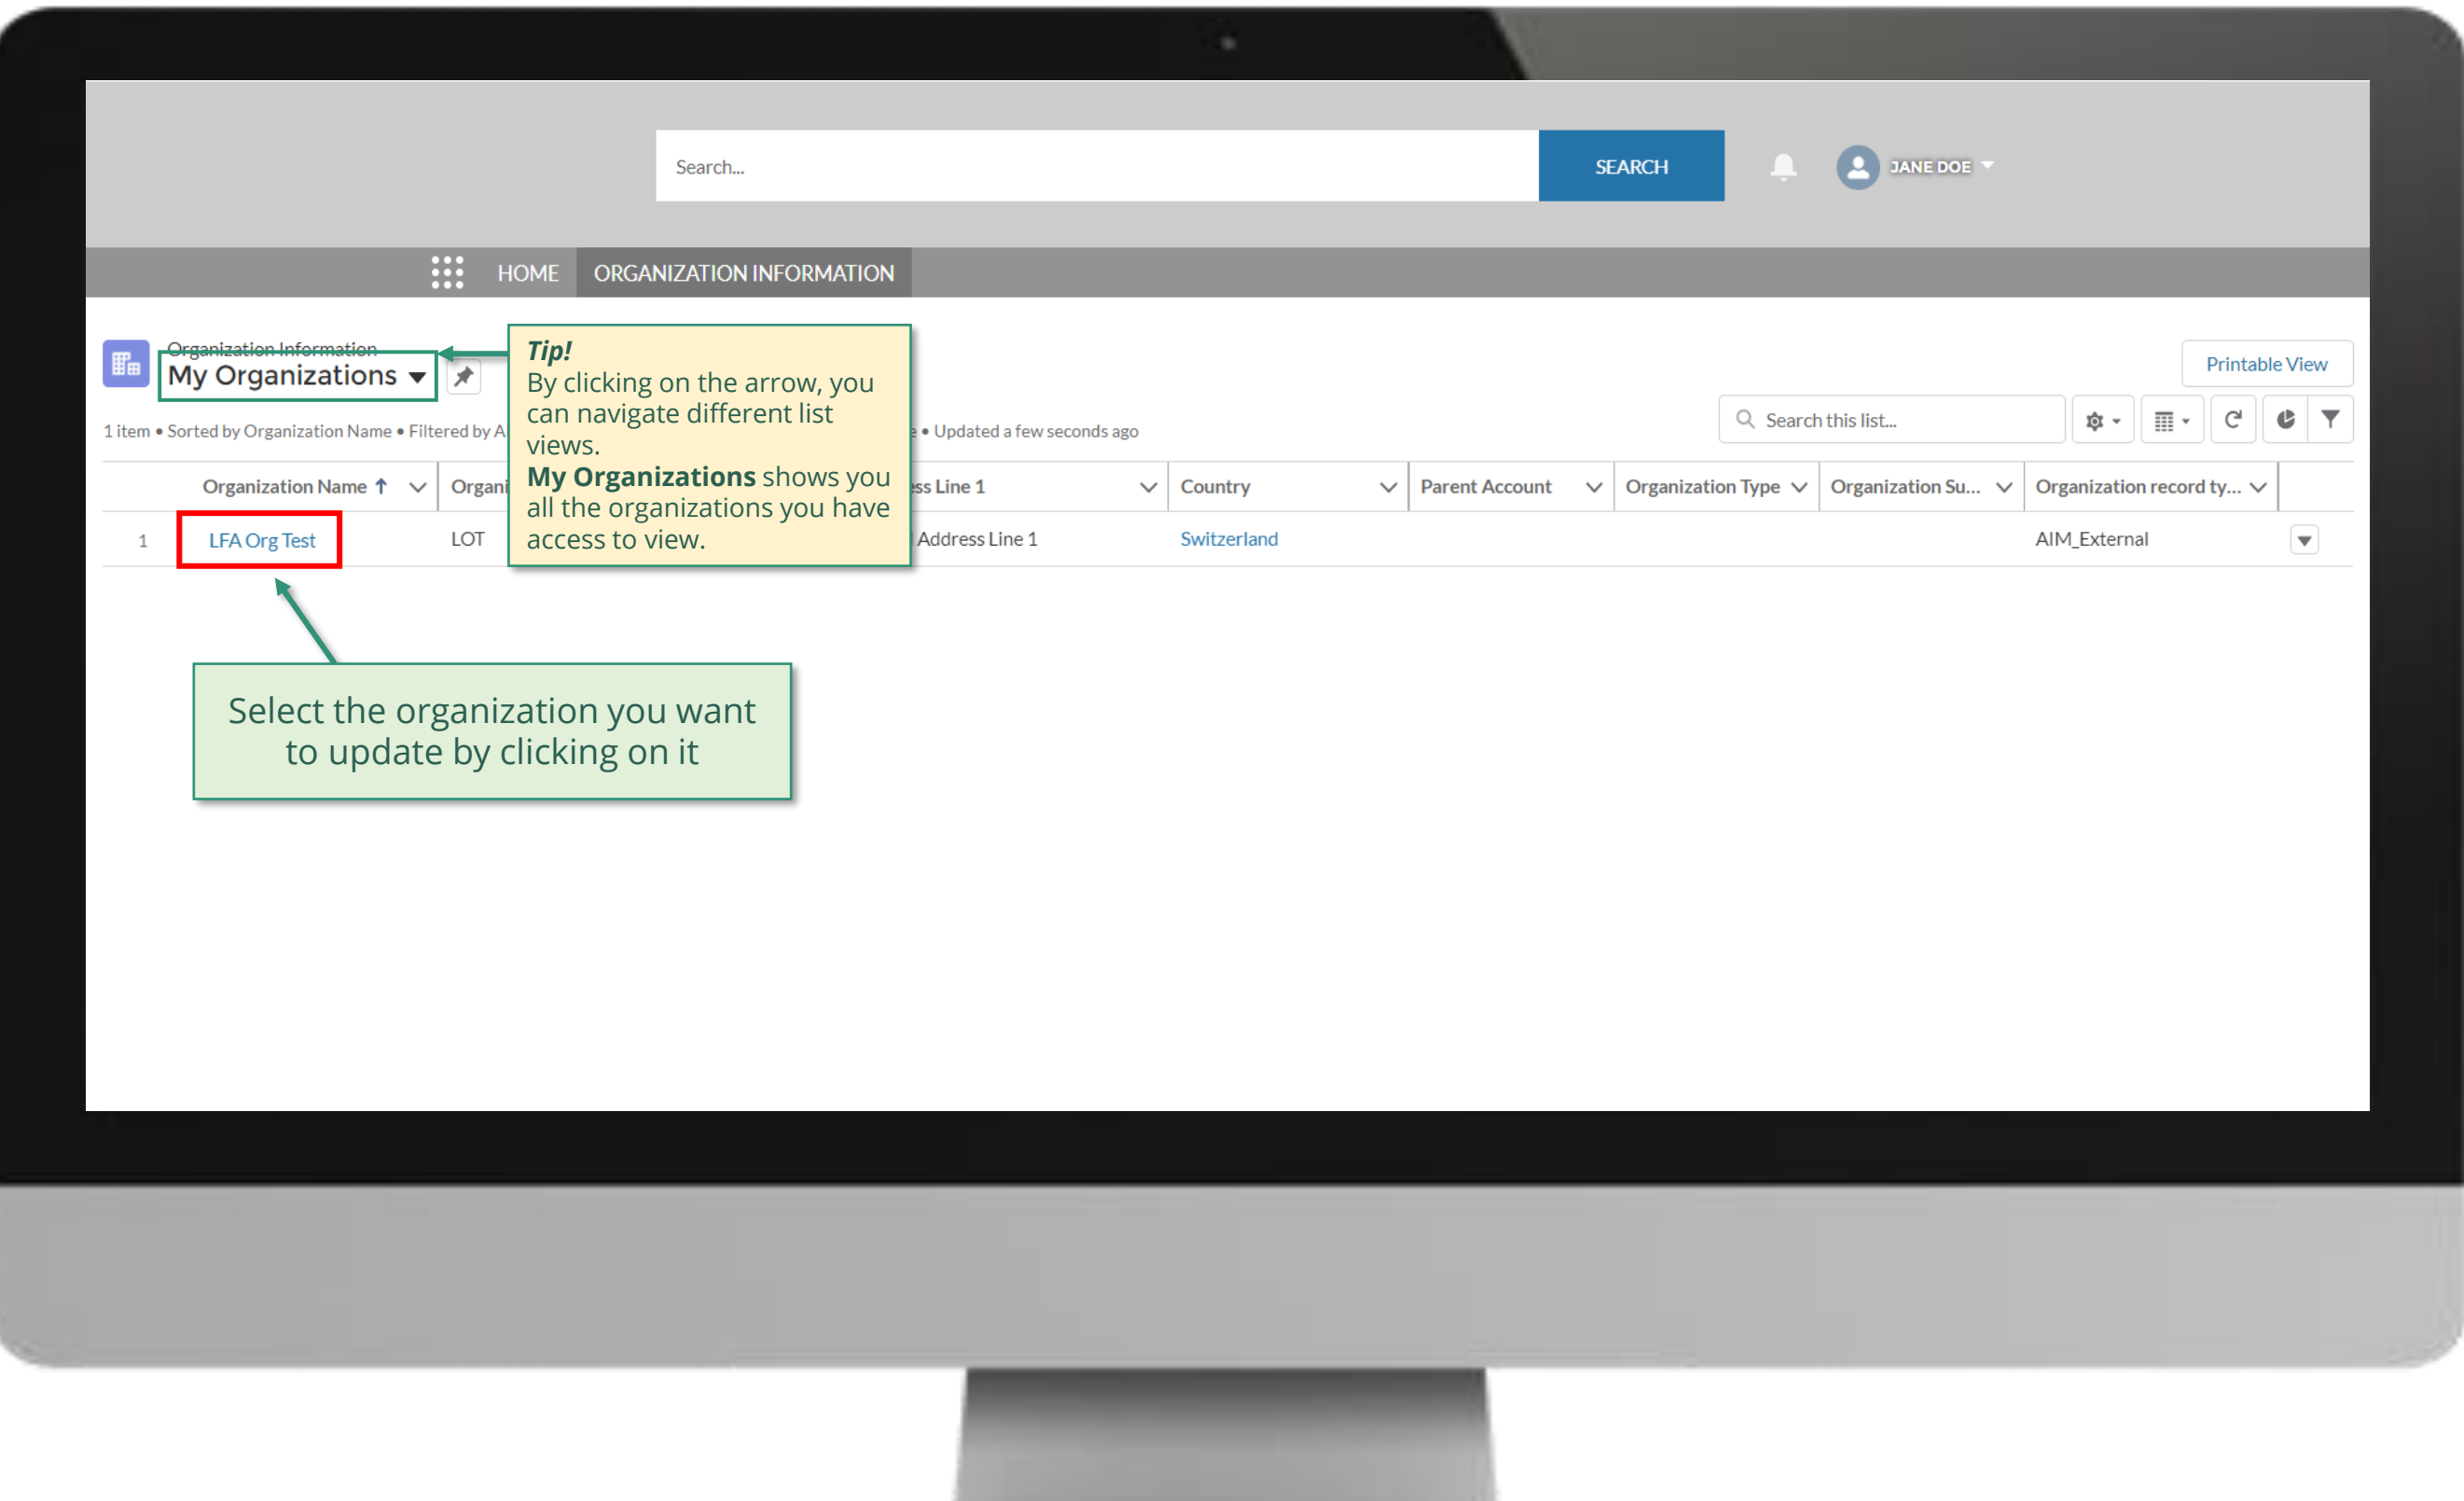 Search...
SEARCH
JANE DOE
HOME
ORGANIZATION INFORMATION
Organization Information
My Organizations
Printable View
1 item • Sorted by Organization Name • Filtered by
• Updated a few seconds ago
Search this list...
Tip!
By clicking on the arrow, you
can navigate different list
views.
My Organizations shows you
all the organizations you have
access to view.
Organization Name
Line 1
Country
Parent Account
Organization Type
Organization Su...
Organization record ty...
1
LFA Org Test
LOT
Address Line 1
Switzerland
AIM_External
Select the organization you want
to update by clicking on it